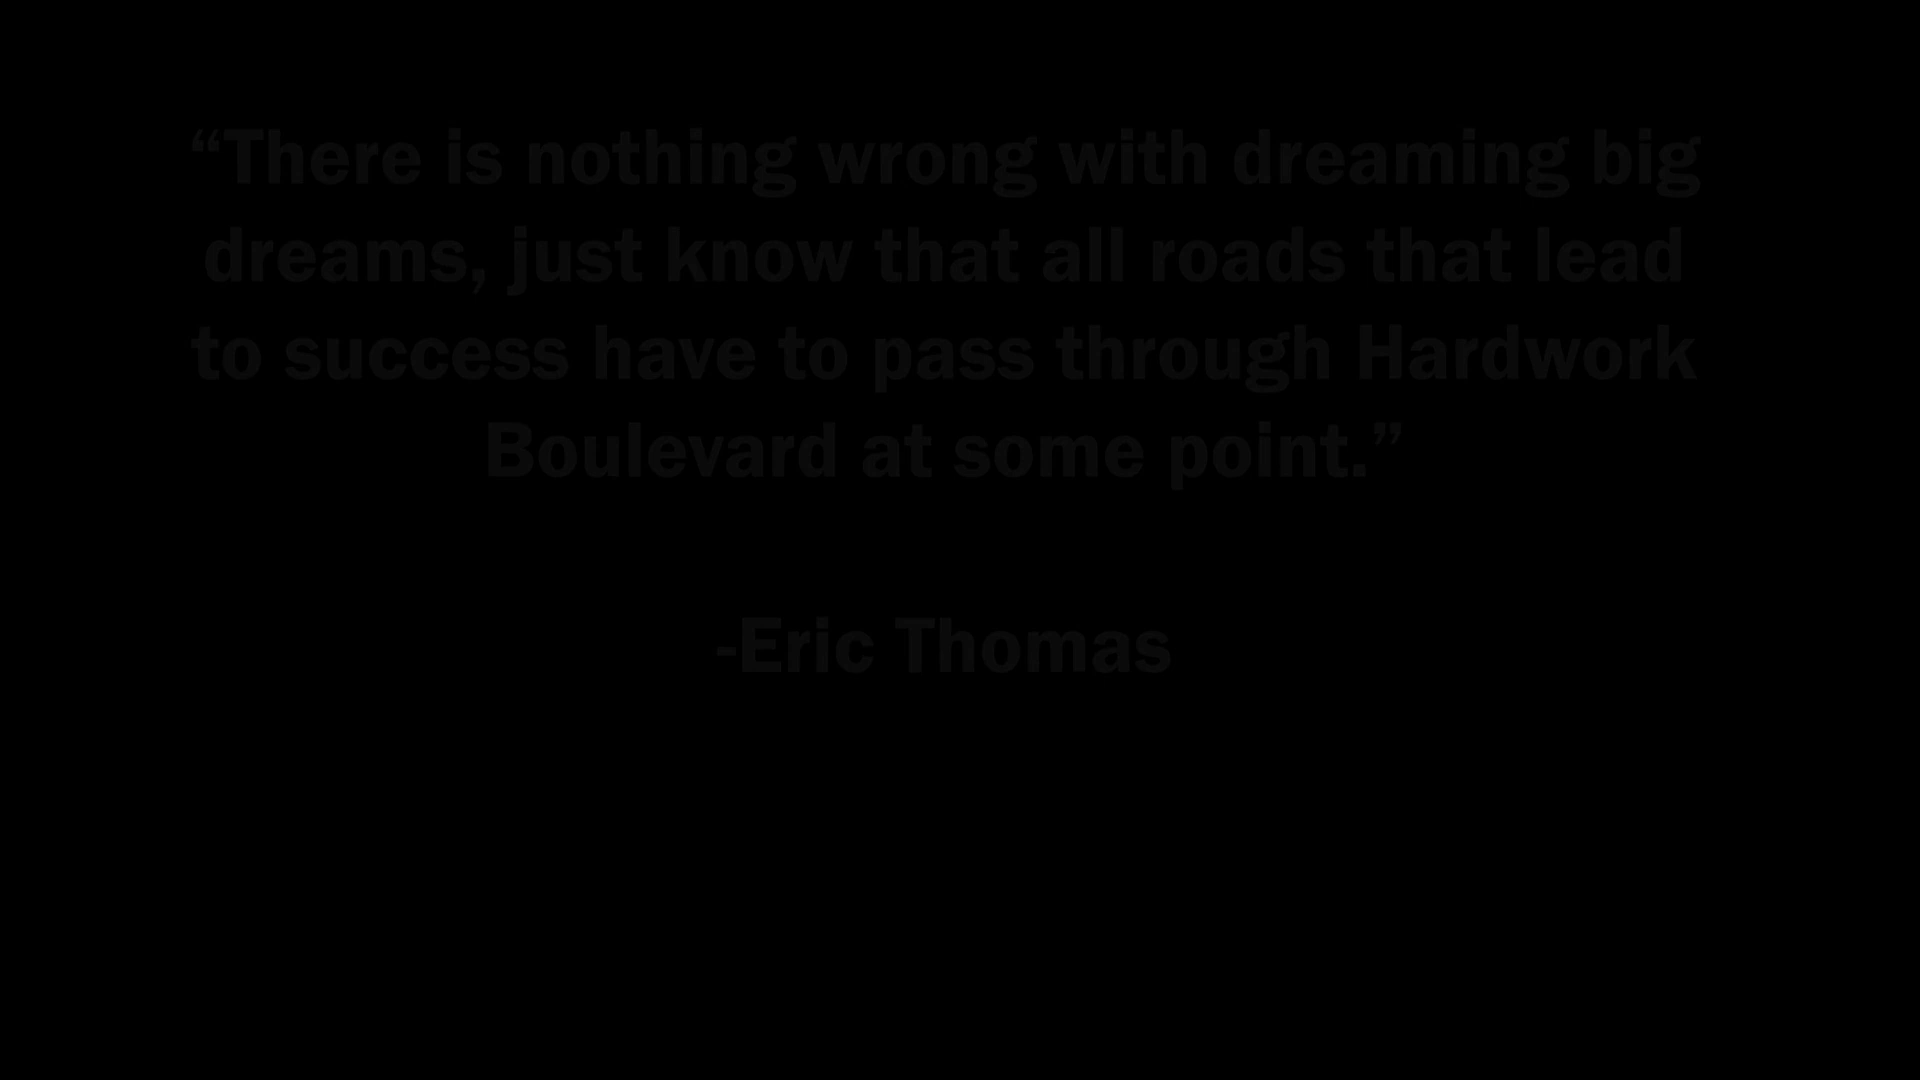 “There is nothing wrong with dreaming big
dreams, just know that all roads that lead
to success have to pass through Hardwork
Boulevard at some point.”
-Eric Thomas